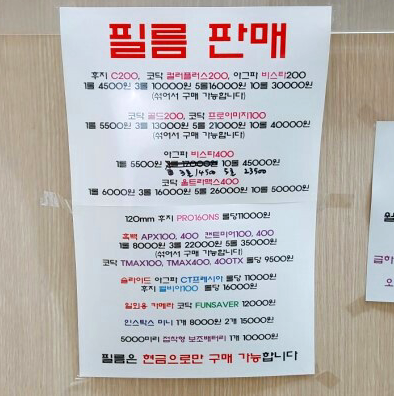 필름 판매
후지 C200, 코닥 컬러플러스200, 아그파 비스타200
1롤 4500원 3롤 10000원 5롤16000원 10롤 30000원
(섞어서 구매 가능합니다)
코닥 골드200, 코닥 프로이미지100
1롤 5500원 3롤 13000원 5롤 21000원 10롤 40000원
(섞어서 구매 가능합니다)
아그파 비스타400
1롤 5500원 3롤 17000원 10롤 45000원
3롤 14500 5롤 23500
코닥 울트라맥스400
1롤 6000원 3롤 16000원 5롤 26000원 10롤 50000원
120mm 후지 PRO160NS 롤당11000원
흑백 APX100, 400 켄트미어100, 400
1롤 8000원 3롤 22000원 5롤 35000원
(섞어서 구매 가능합니다)
코닥 TMAX100, TMAX400, 400TX 롤당 9500원
슬라이드 아그파 CT프레시아 롤당 11000원
후지 벨비아100 롤당 16000원
일회용 카메라 코닥 FUNSAVER 12000원
인스탁스 미니 1개 8000원 2개 15000원
5000미리 접착형 보조배터리 1개 10000원
필름은 현금으로만 구매 가능합니다